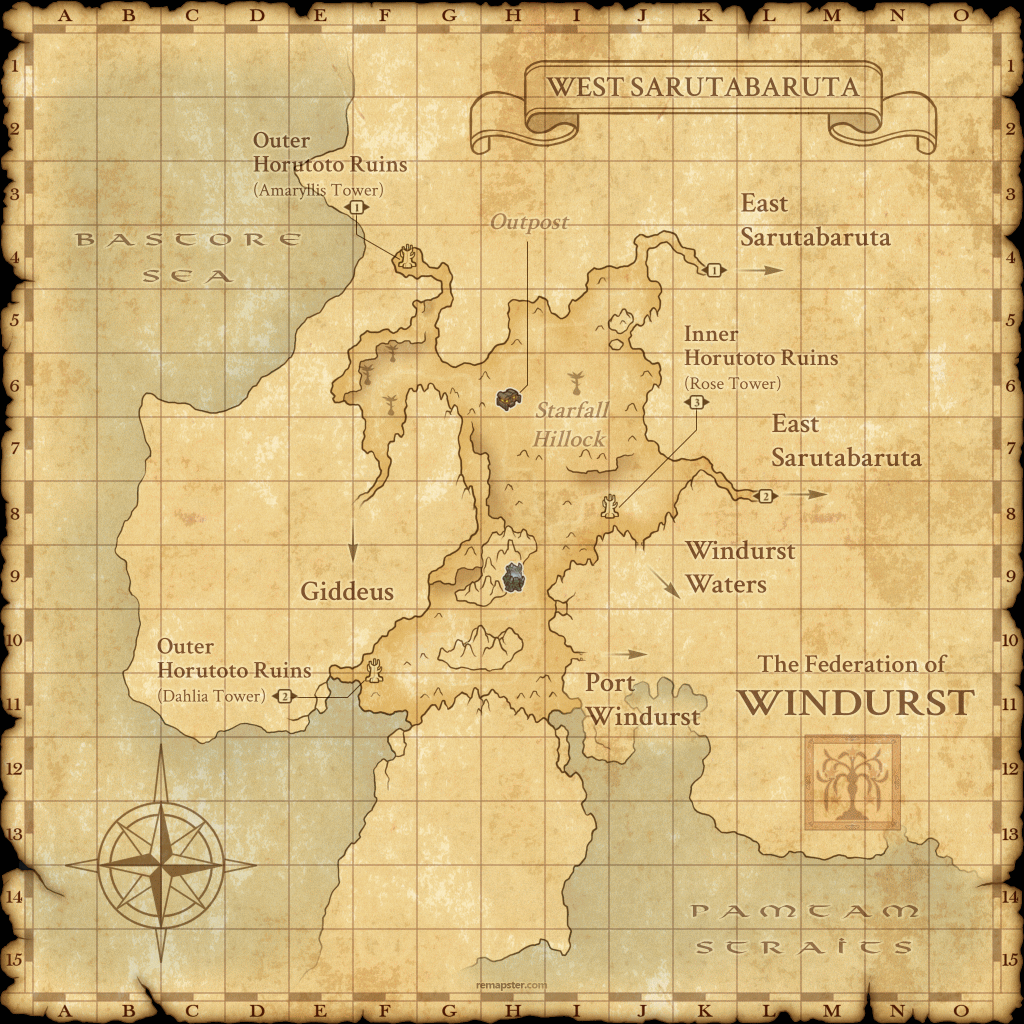 A B C D E F G H I J K L M N O
1 1
WEST SARUTABARUTA
2 2
Outer
Horutoto Ruins
(Amaryllis Tower)
1
3 3
East
Sarutabaruta
1
Outpost
BASTORE
SEA
4 4
5 5
Inner
Horutoto Ruins
(Rose Tower)
3
6 6
Starfall
Hillock
East
Sarutabaruta
2
7 7
8 8
Windurst
Waters
9 9
Giddeus
10 10
Outer
Horutoto Ruins
(Dahlia Tower)
2
The Federation of
WINDURST
Port
Windurst
11 11
12 12
13 13
14 14
PAMTAM
STRAITS
15 15
remapster.com
A B C D E F G H I J K L M N O